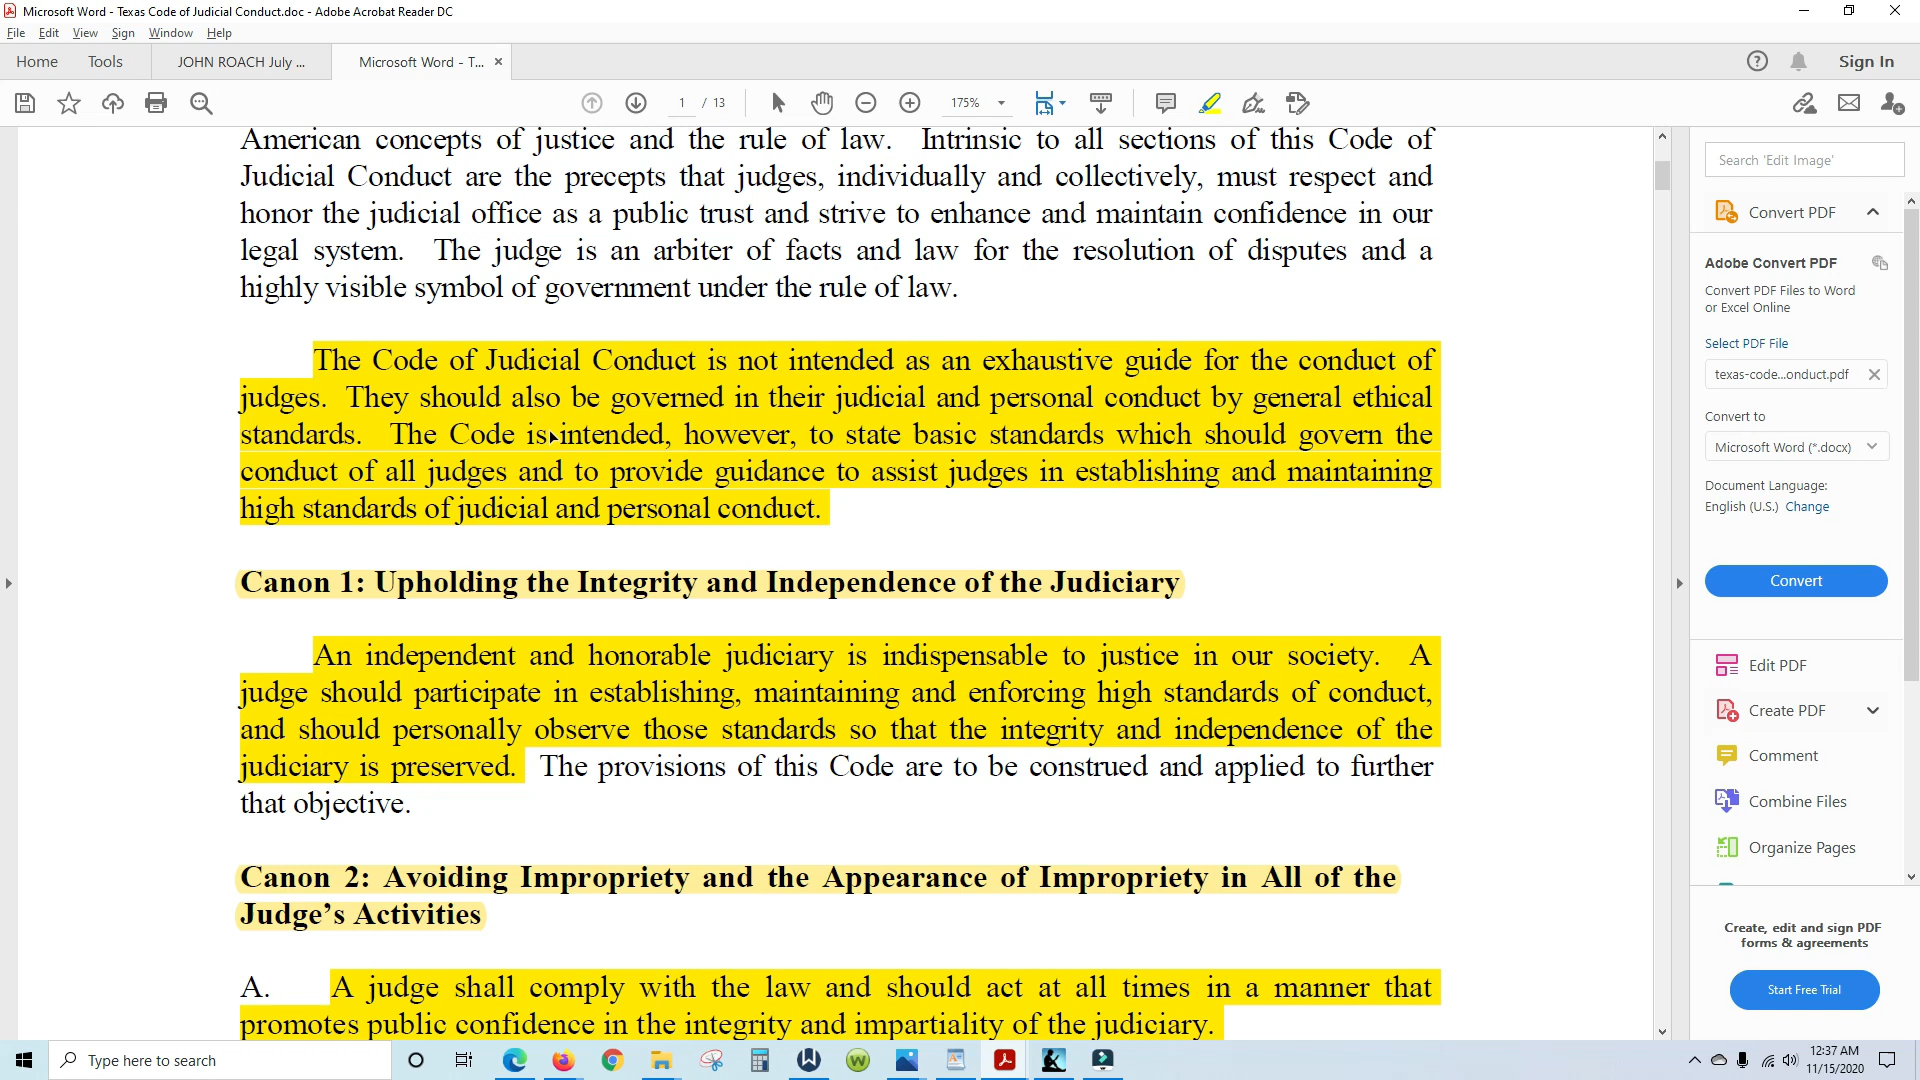 Microsoft Word - Texas Code of Judicial Conduct.doc - Adobe Acrobat Reader DC
File Edit View Sign Window Help
Home Tools JOHN ROACH July ... Microsoft Word - T... × Sign In
1 / 13 175%
American concepts of justice and the rule of law. Intrinsic to all sections of this Code of
Judicial Conduct are the precepts that judges, individually and collectively, must respect and
honor the judicial office as a public trust and strive to enhance and maintain confidence in our
legal system. The judge is an arbiter of facts and law for the resolution of disputes and a
highly visible symbol of government under the rule of law.
The Code of Judicial Conduct is not intended as an exhaustive guide for the conduct of
judges. They should also be governed in their judicial and personal conduct by general ethical
standards. The Code is intended, however, to state basic standards which should govern the
conduct of all judges and to provide guidance to assist judges in establishing and maintaining
high standards of judicial and personal conduct.
Canon 1: Upholding the Integrity and Independence of the Judiciary
An independent and honorable judiciary is indispensable to justice in our society. A
judge should participate in establishing, maintaining and enforcing high standards of conduct,
and should personally observe those standards so that the integrity and independence of the
judiciary is preserved. The provisions of this Code are to be construed and applied to further
that objective.
Canon 2: Avoiding Impropriety and the Appearance of Impropriety in All of the
Judge’s Activities
A. A judge shall comply with the law and should act at all times in a manner that
promotes public confidence in the integrity and impartiality of the judiciary.
Search 'Edit Image'
Convert PDF
Adobe Convert PDF
Convert PDF Files to Word
or Excel Online
Select PDF File
texas-code...onduct.pdf
Convert to
Microsoft Word (*.docx)
Document Language:
English (U.S.) Change
Convert
Edit PDF
Create PDF
Comment
Combine Files
Organize Pages
Create, edit and sign PDF
forms & agreements
Start Free Trial
Type here to search
12:37 AM
11/15/2020